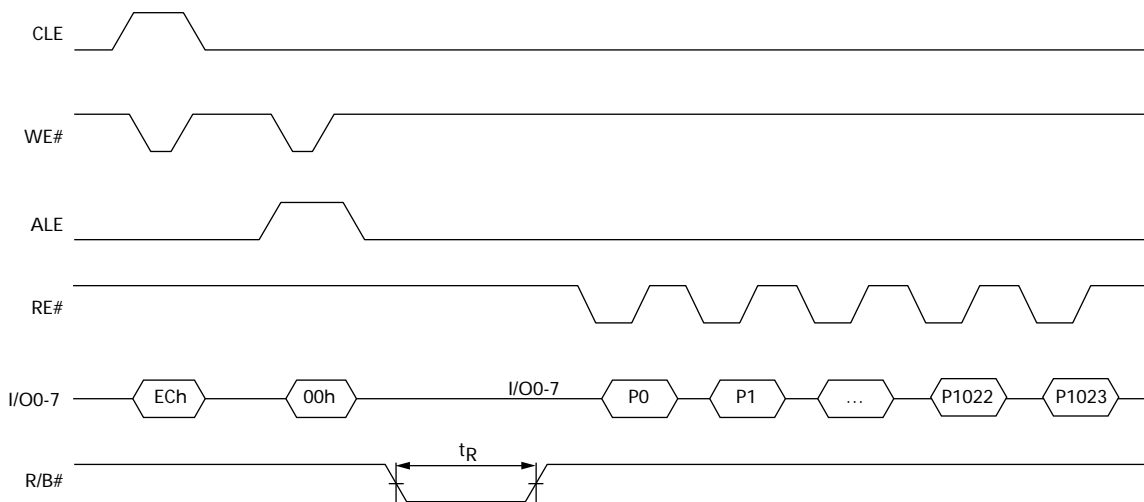 CLE
WE#
ALE
RE#
I/O0-7 ECh 00h I/O0-7 P0 P1 ... P1022 P1023
tR
R/B#